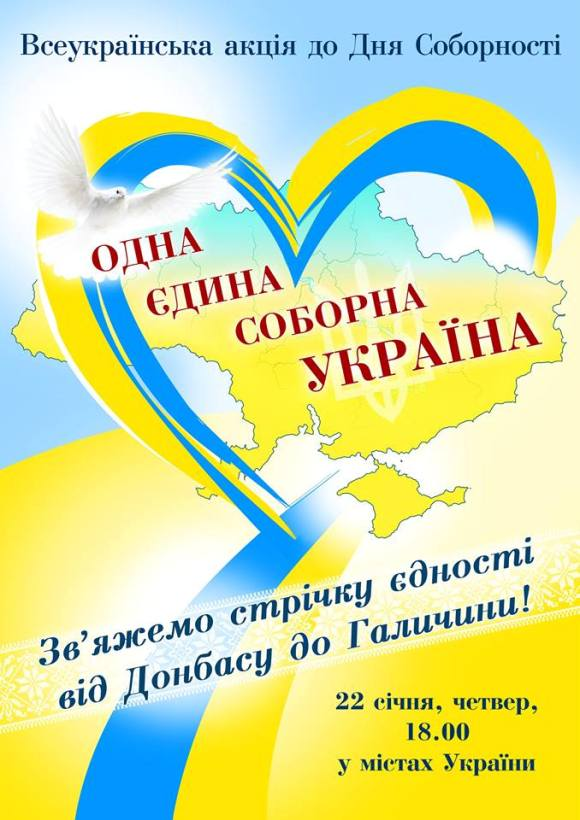 Всеукраїнська акція до Дня Соборності
ОДНА
ЄДИНА
СОБОРНА
УКРАЇНА
Зв'яжемо стрічку єдності
від Донбасу до Галичини!
22 січня, четвер,
18.00
у містах України